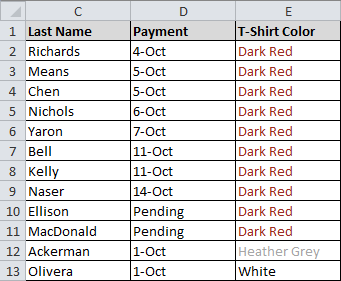 C D E
1 Last Name Payment T-Shirt Color
2 Richards 4-Oct Dark Red
3 Means 5-Oct Dark Red
4 Chen 5-Oct Dark Red
5 Nichols 6-Oct Dark Red
6 Yaron 7-Oct Dark Red
7 Bell 11-Oct Dark Red
8 Kelly 11-Oct Dark Red
9 Naser 14-Oct Dark Red
10 Ellison Pending Dark Red
11 MacDonald Pending Dark Red
12 Ackerman 1-Oct Heather Grey
13 Olivera 1-Oct White